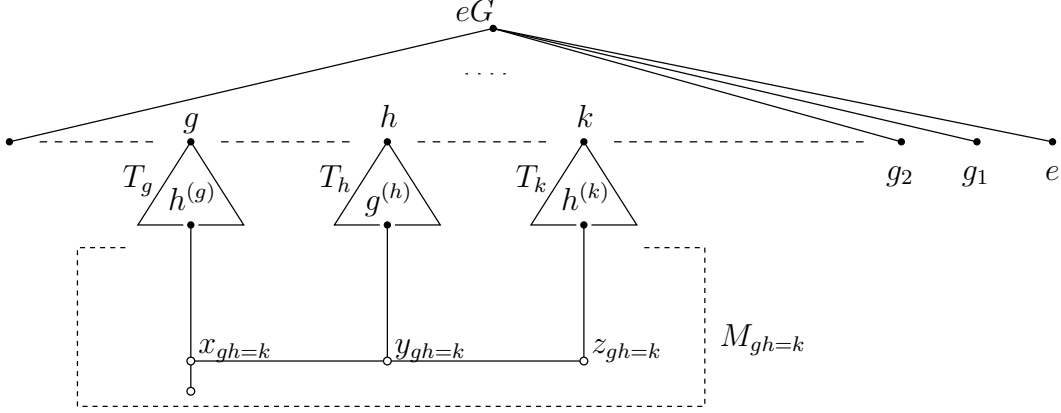 eG
. . . .
g h k
T_g h^{(g)} T_h g^{(h)} T_k h^{(k)} g_2 g_1 e
x_{gh=k} y_{gh=k} z_{gh=k} M_{gh=k}